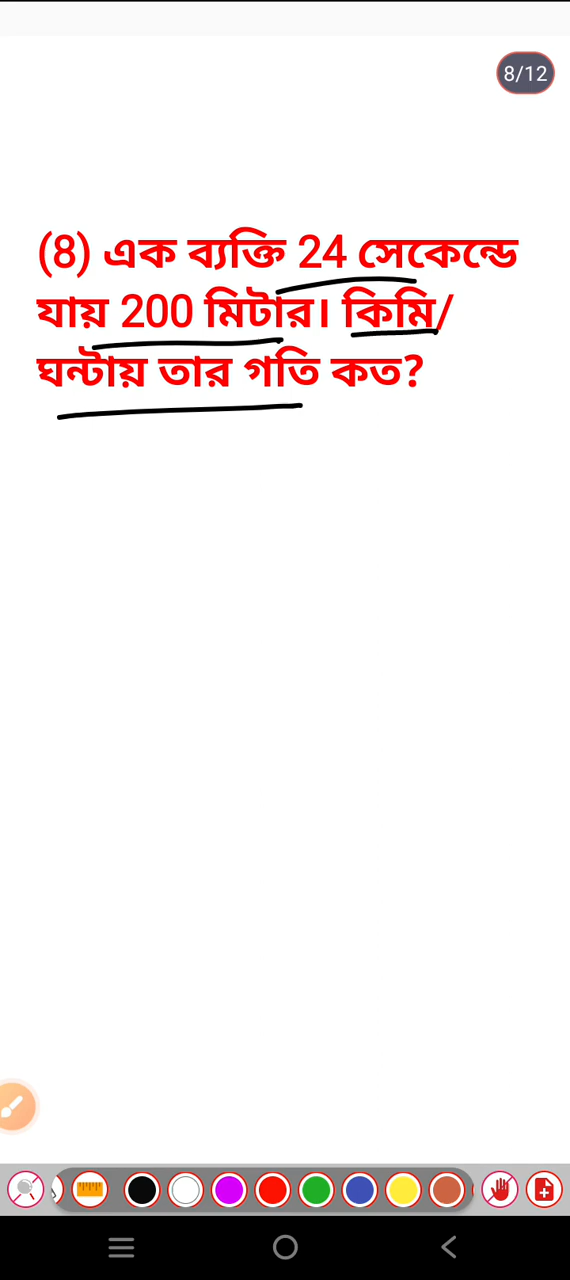 8/12
(8) এক ব্যক্তি 24 সেকেন্ডে
যায় 200 মিটার। কিমি/
ঘন্টায় তার গতি কত?